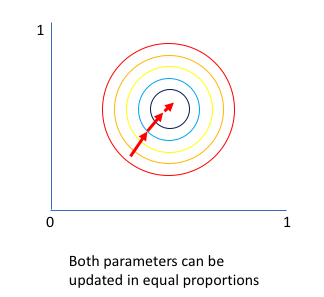 1
0
1
Both parameters can be
updated in equal proportions